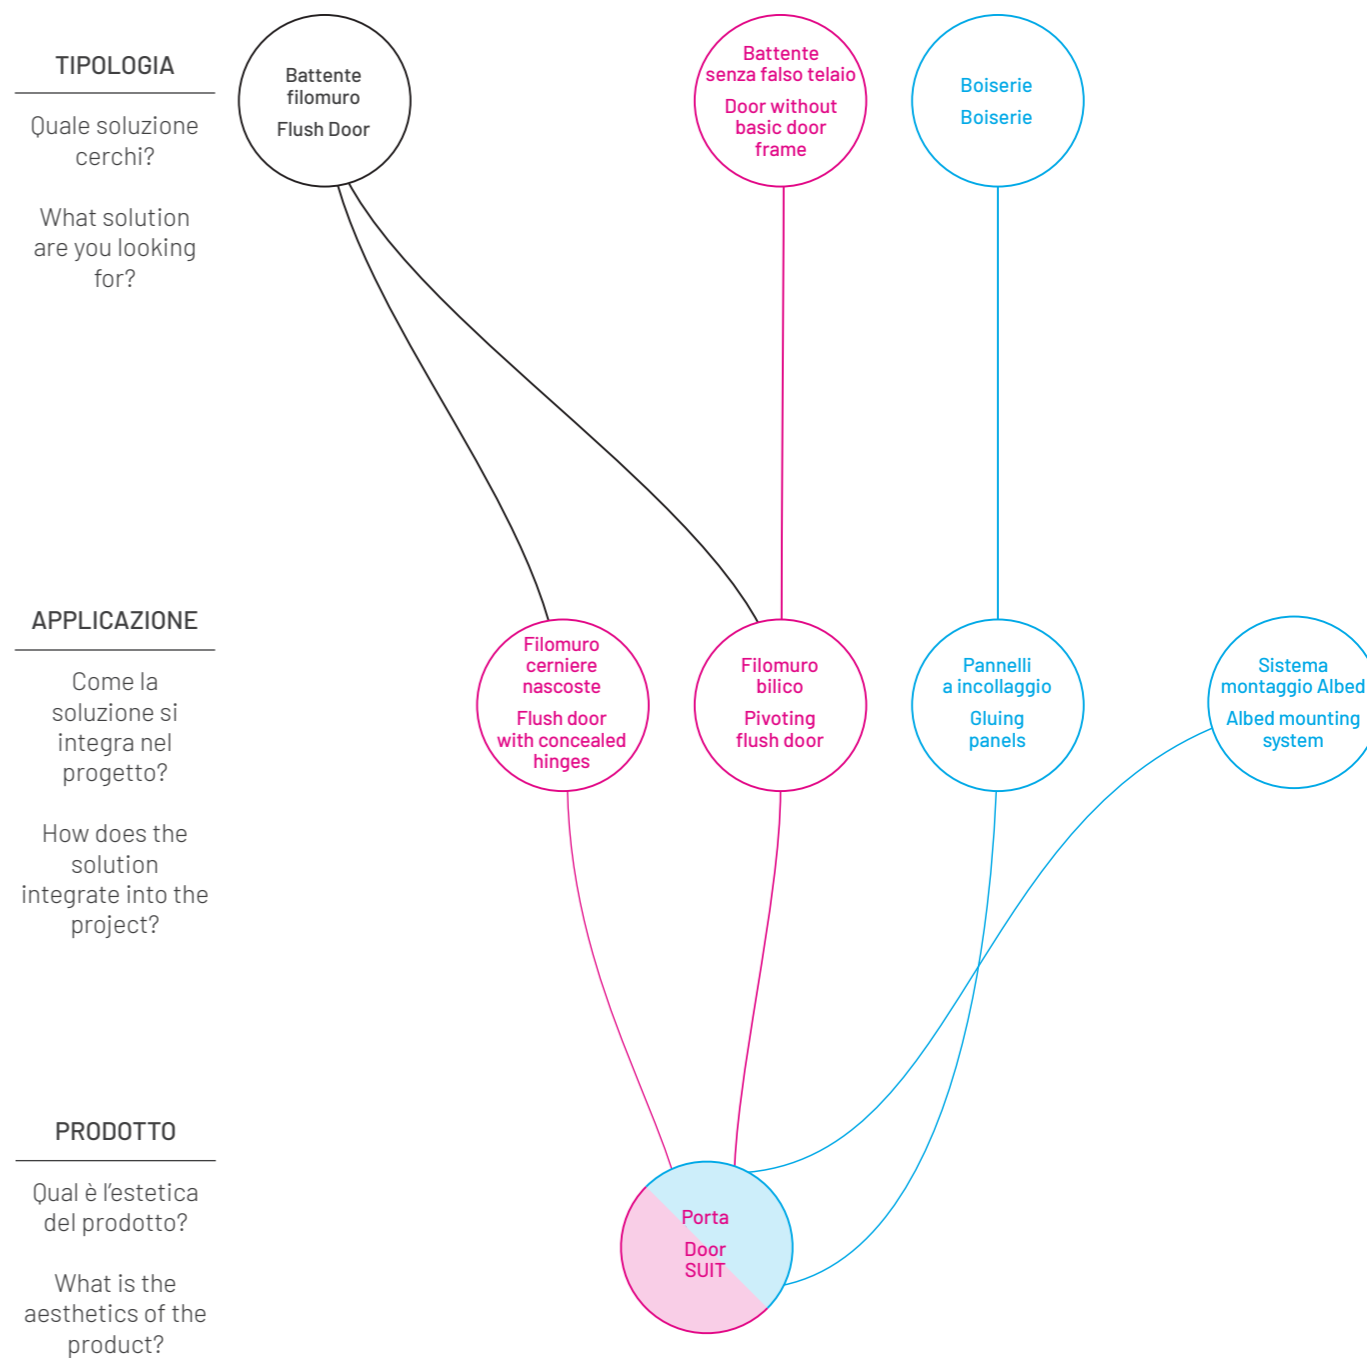 TIPOLOGIA
Quale soluzione
cerchi?
What solution
are you looking
for?
Battente
filomuro
Flush Door
Battente
senza falso telaio
Door without
basic door
frame
Boiserie
Boiserie
APPLICAZIONE
Come la
soluzione si
integra nel
progetto?
How does the
solution
integrate into the
project?
Filomuro
cerniere
nascoste
Flush door
with concealed
hinges
Filomuro
bilico
Pivoting
flush door
Pannelli
a incollaggio
Gluing
panels
Sistema
montaggio Albed
Albed mounting
system
PRODOTTO
Qual è l'estetica
del prodotto?
What is the
aesthetics of the
product?
Porta
Door
SUIT